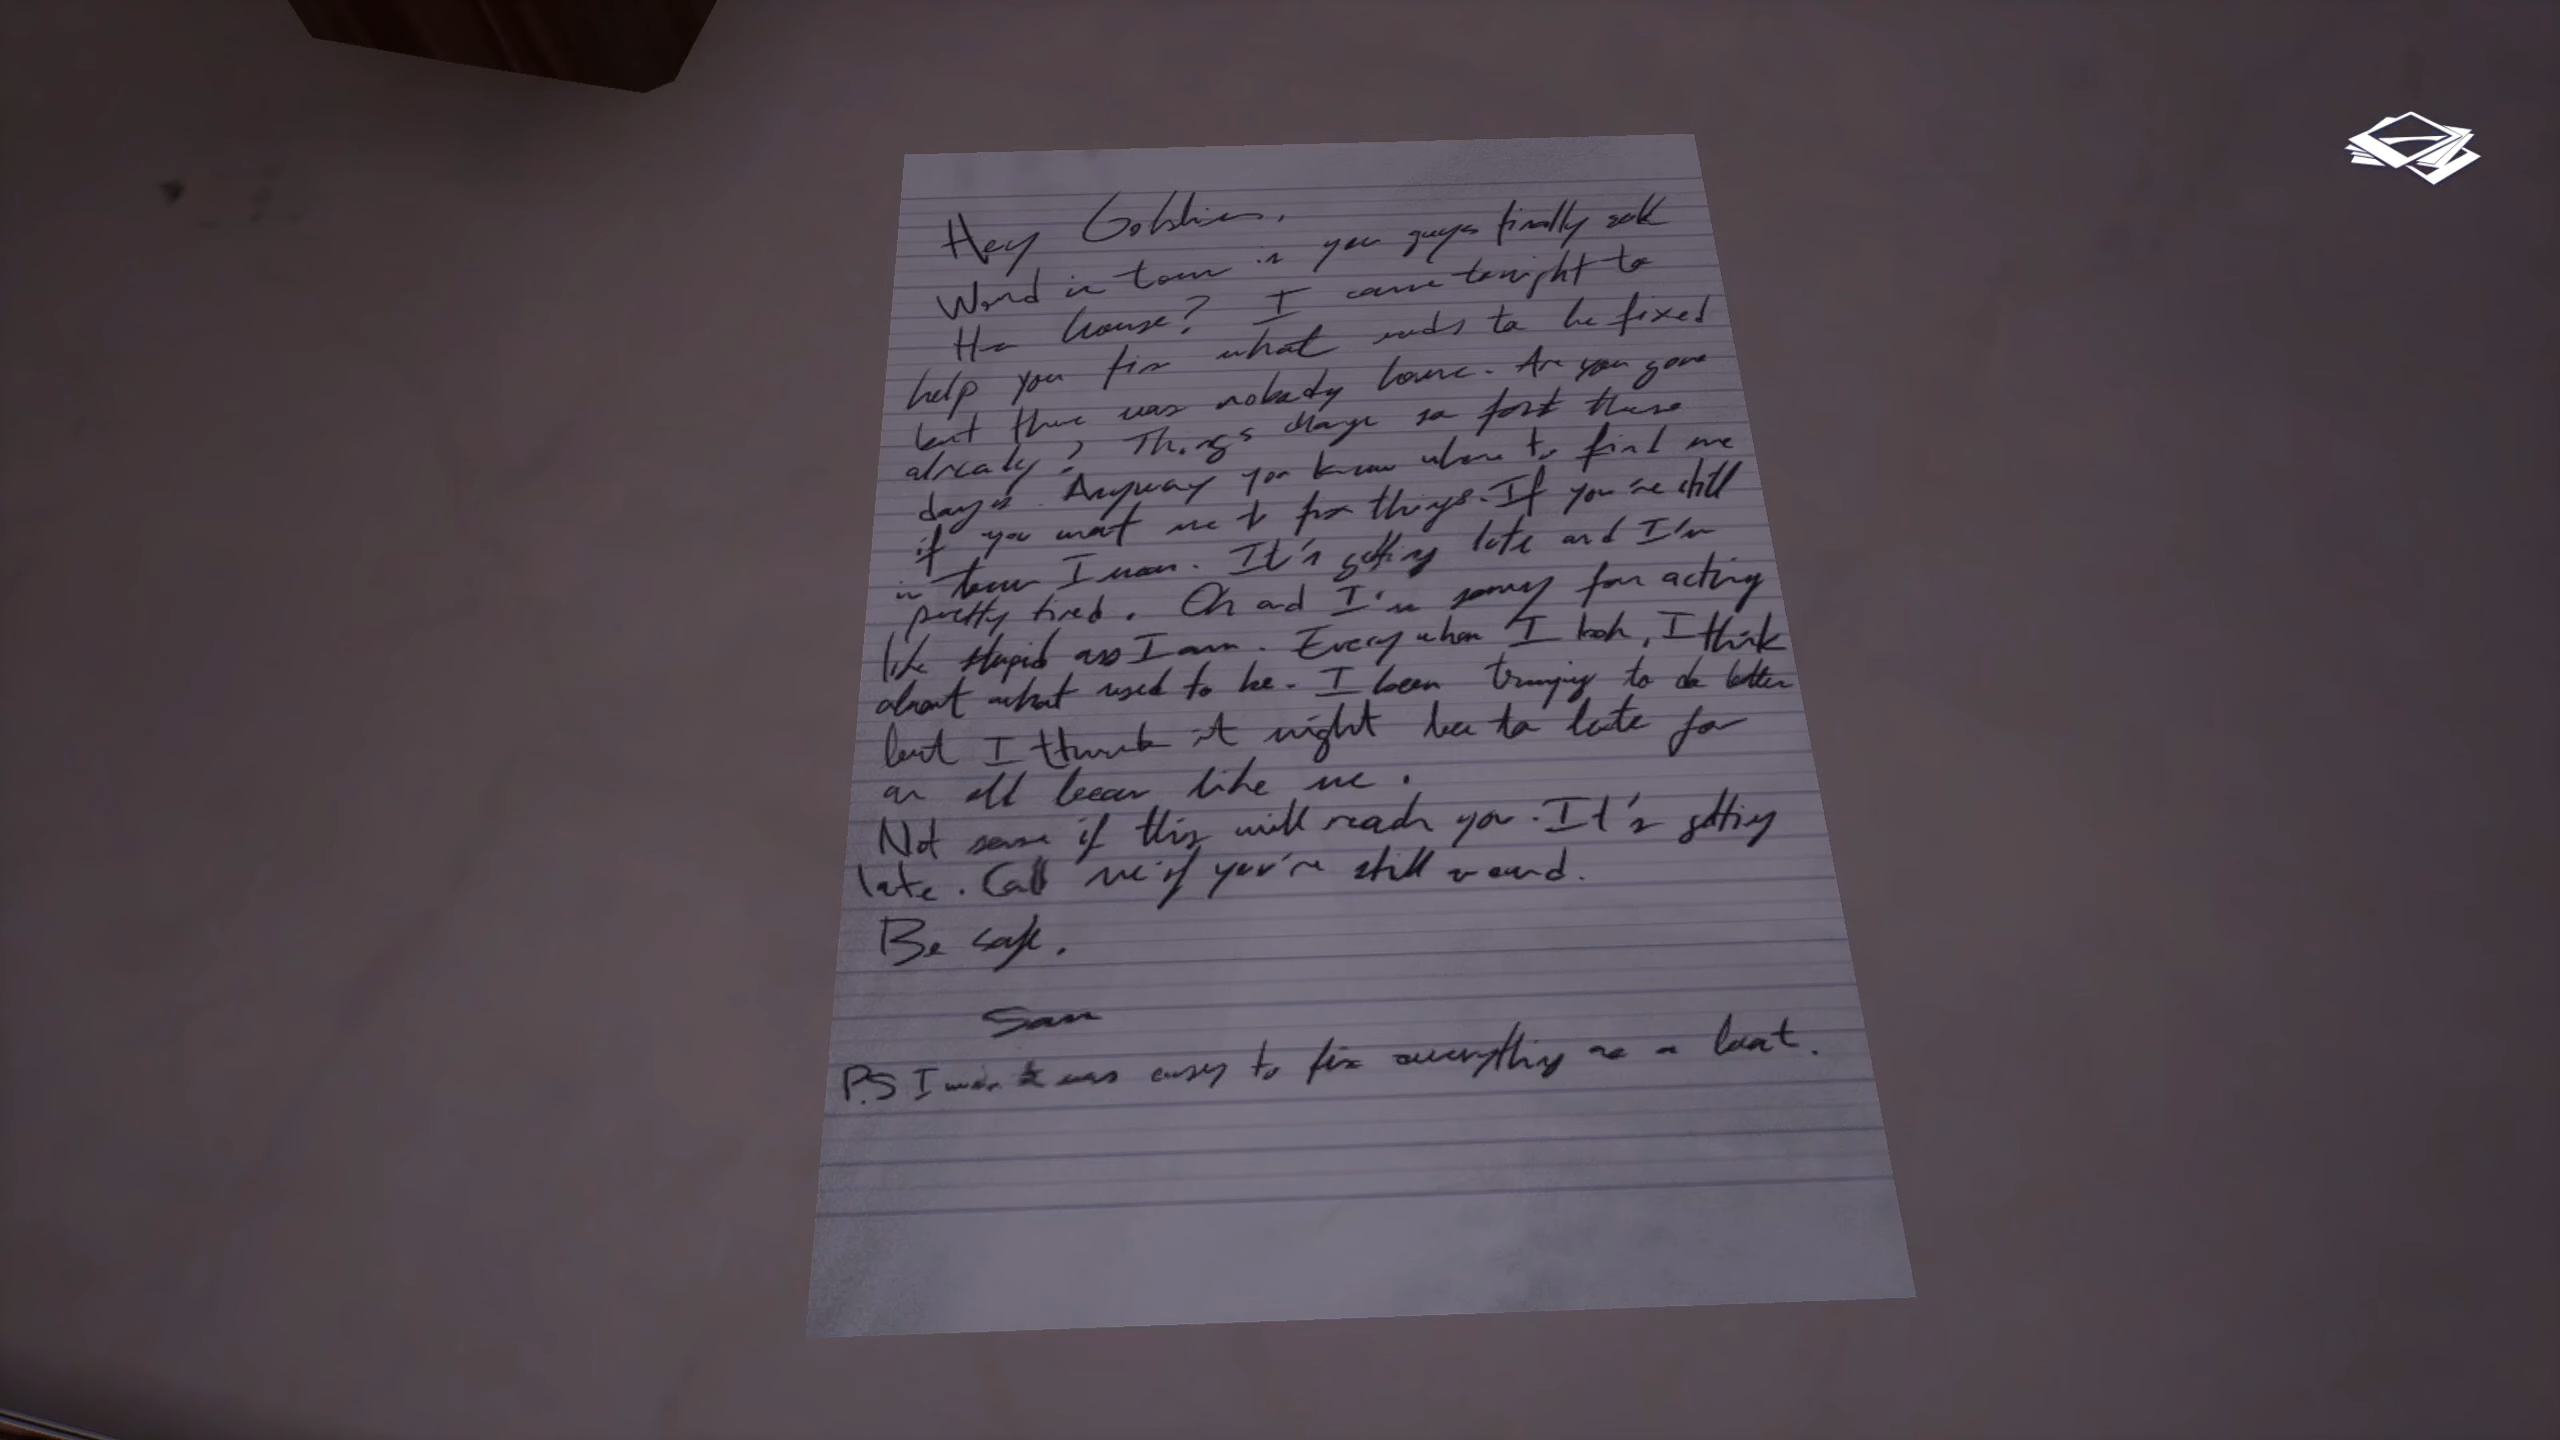 Hey Goblins,
Word in town is you guys finally sold
the house? I came tonight to
help you fix what needs to be fixed
but there was nobody home. Are you gone
already? Things change so fast these
days. Anyway you know where to find me
if you want me to fix things. If you're still
in town I mean. It's getting late and I'm
pretty tired. Oh and I'm sorry for acting
like stupid ass I am. Everywhere I look, I think
about what used to be. I been trying to do better
but I think it might be to late for
an old bear like me.
Not sure if this will reach you. It's getting
late. Call me if you're still around.
Be safe.
Sam
P.S I was easy to fix everything as a boat.